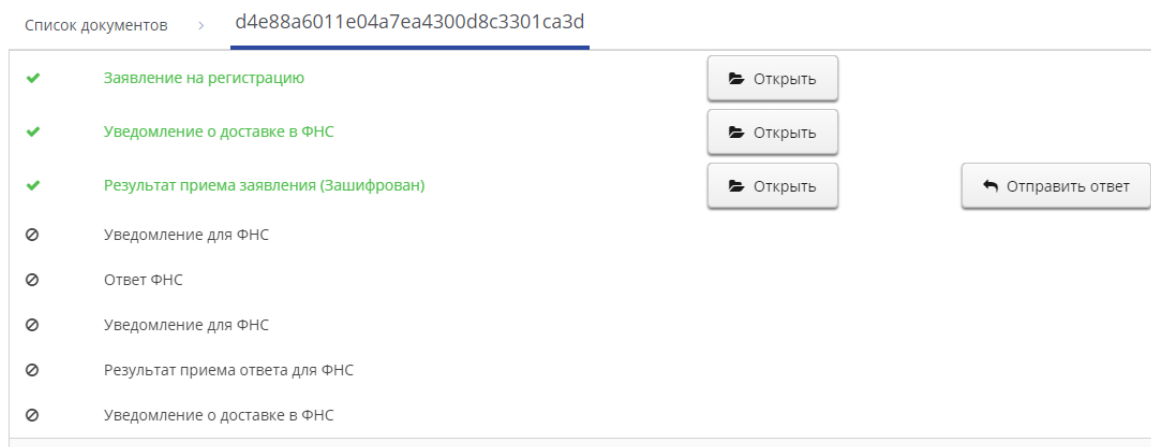 Список документов > d4e88a6011e04a7ea4300d8c3301ca3d
Заявление на регистрацию Открыть
Уведомление о доставке в ФНС Открыть
Результат приема заявления (Зашифрован) Открыть Отправить ответ
Уведомление для ФНС
Ответ ФНС
Уведомление для ФНС
Результат приема ответа для ФНС
Уведомление о доставке в ФНС